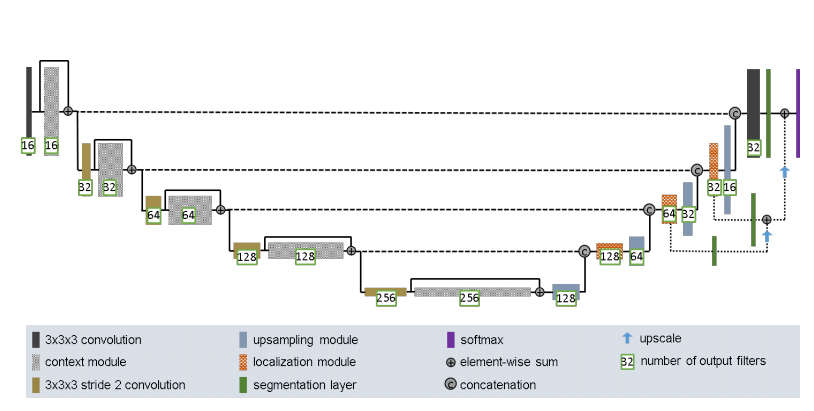 16 16
32 32
64 64
128 128
256 256 128
128 64
64 32
32 16
32
C
C
C
C
3x3x3 convolution
context module
3x3x3 stride 2 convolution
upsampling module
localization module
segmentation layer
softmax
element-wise sum
C concatenation
upscale
32 number of output filters